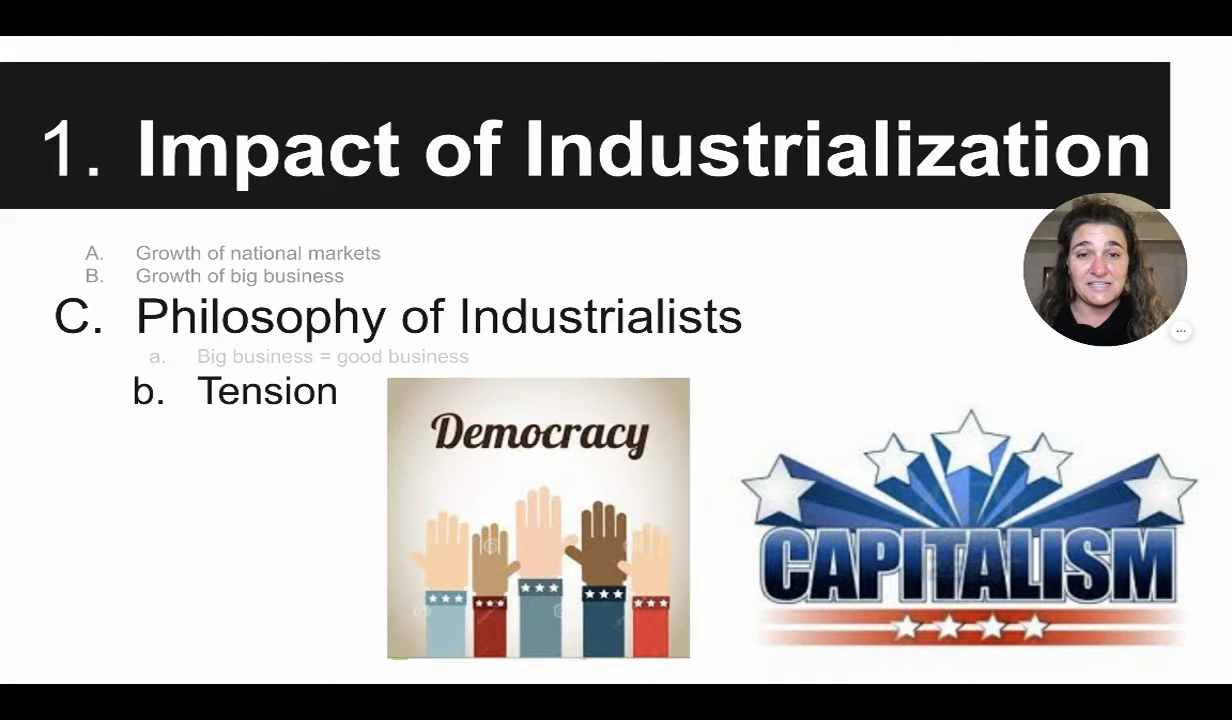 1. Impact of Industrialization
A. Growth of national markets
B. Growth of big business
C. Philosophy of Industrialists
a. Big business = good business
b. Tension
Democracy
CAPITALISM